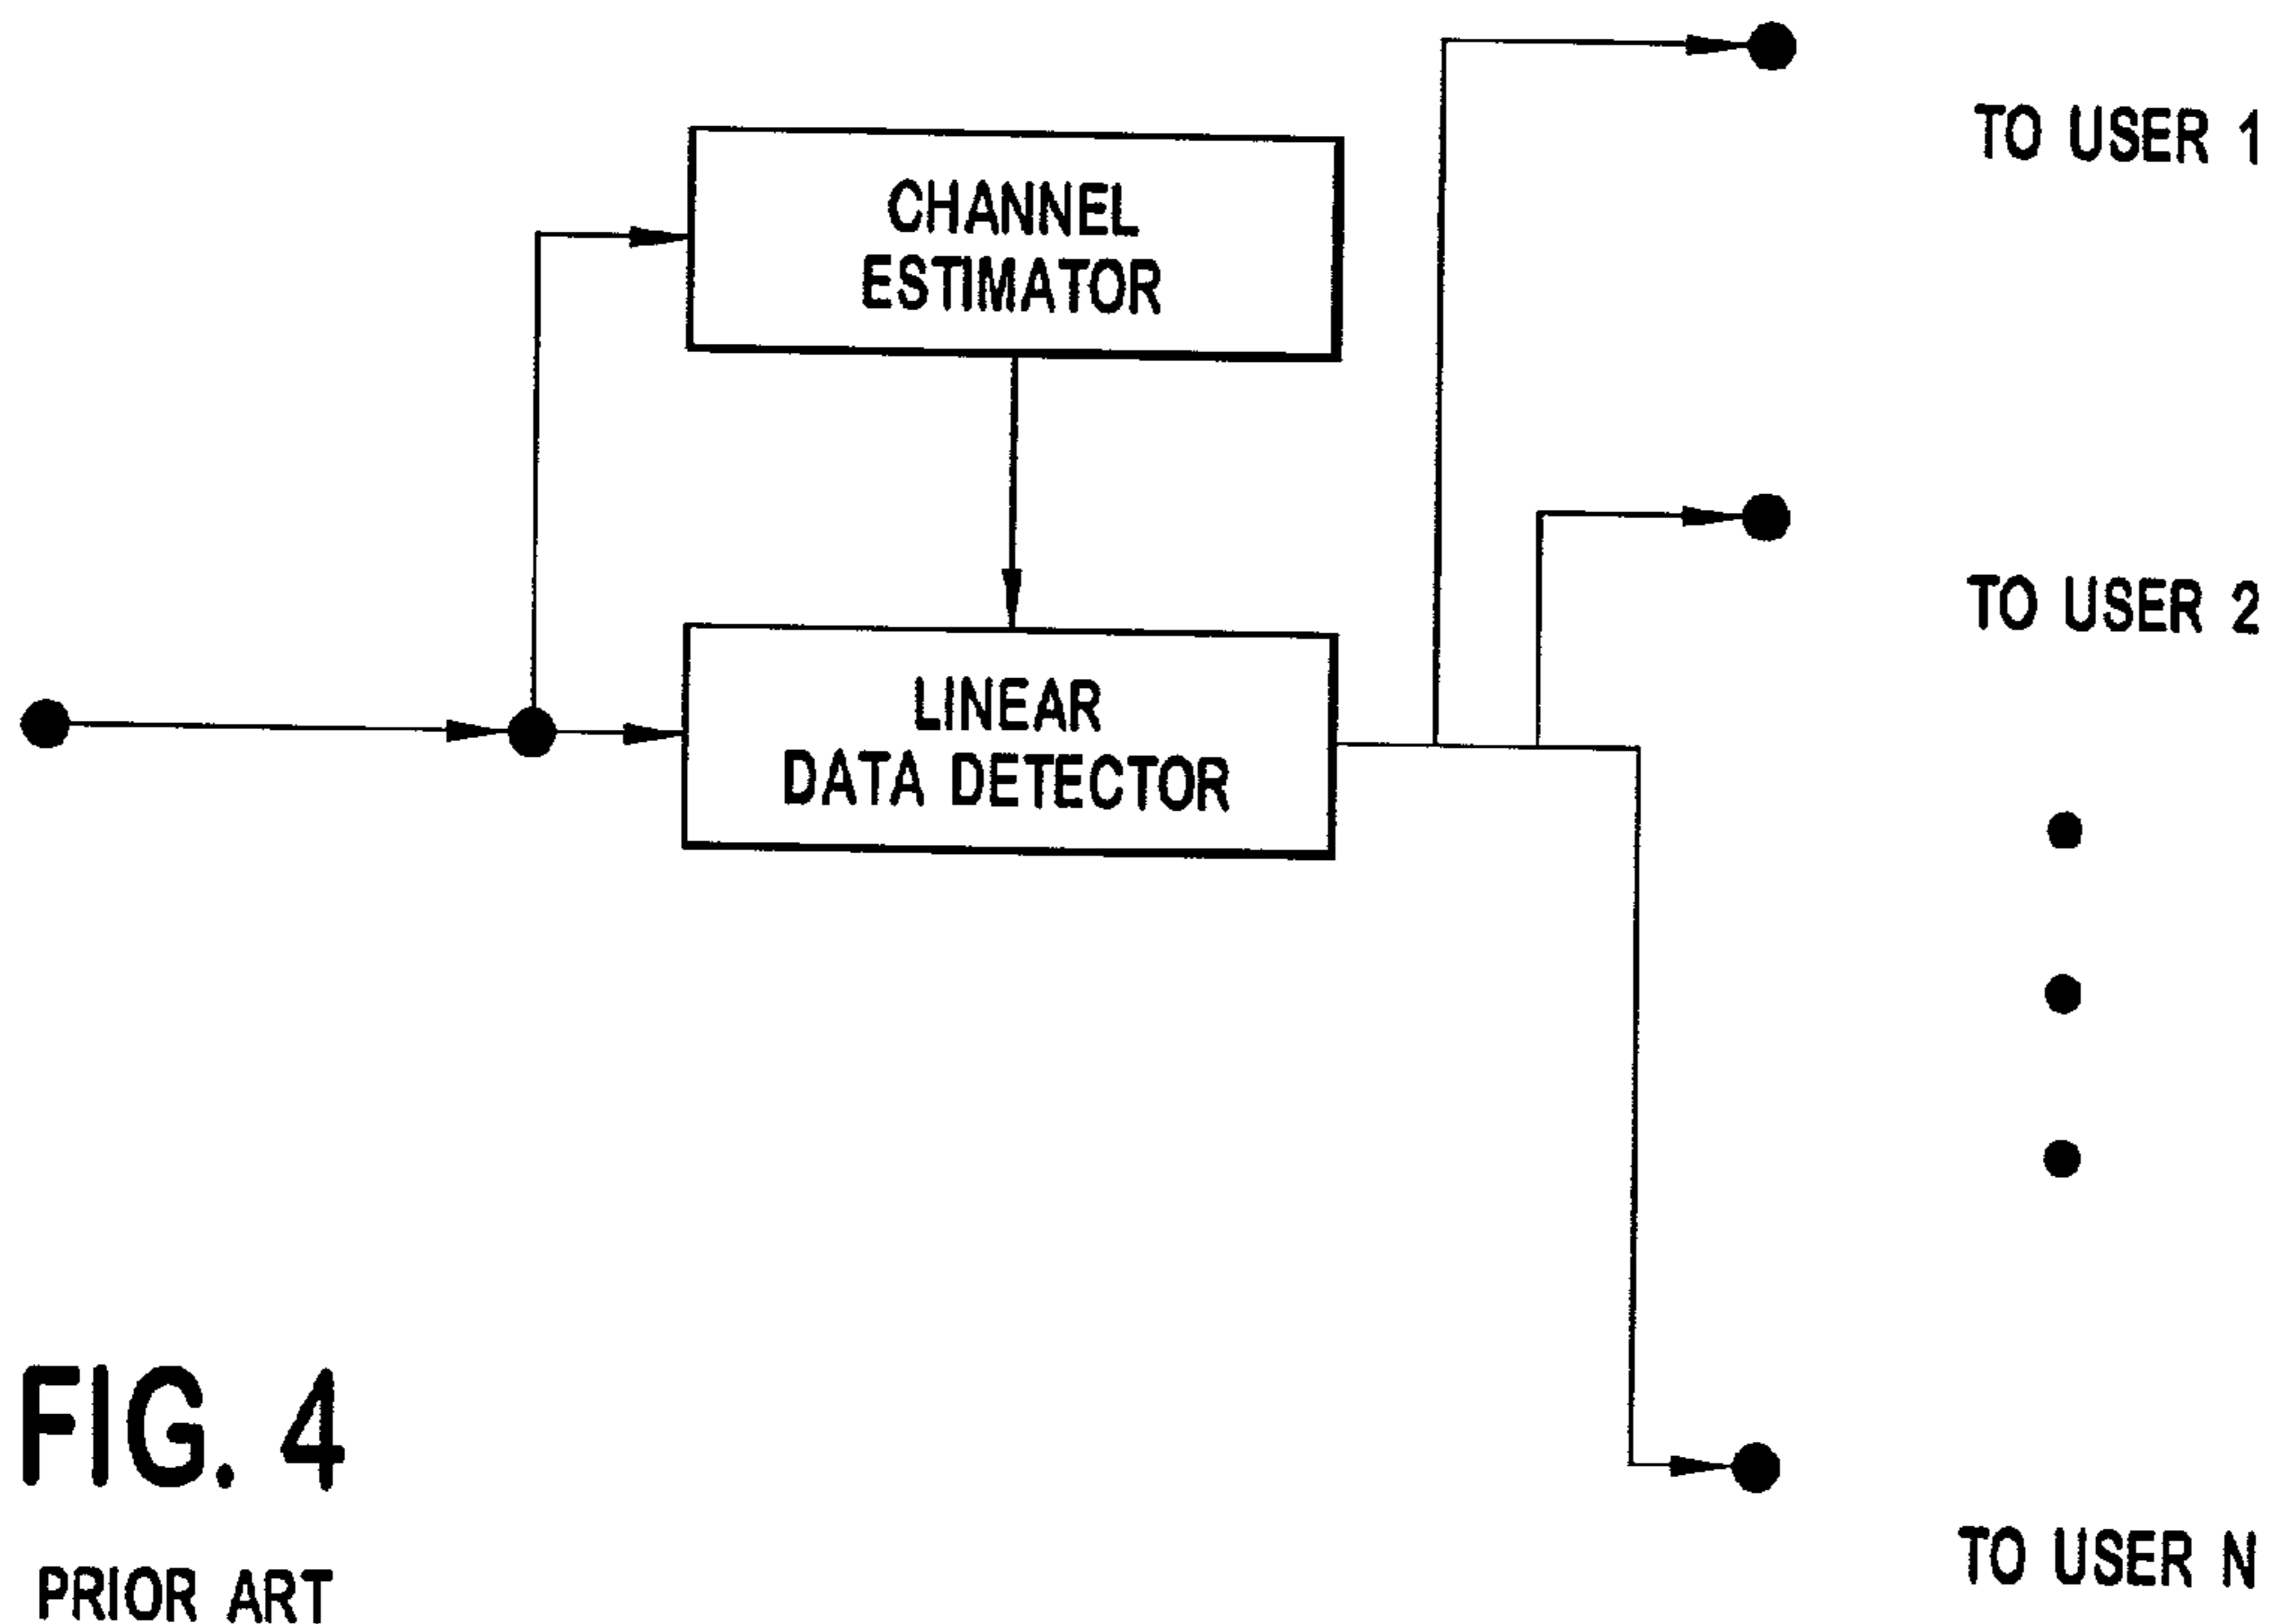 TO USER 1
CHANNEL
ESTIMATOR
TO USER 2
LINEAR
DATA DETECTOR
TO USER N
FIG. 4
PRIOR ART